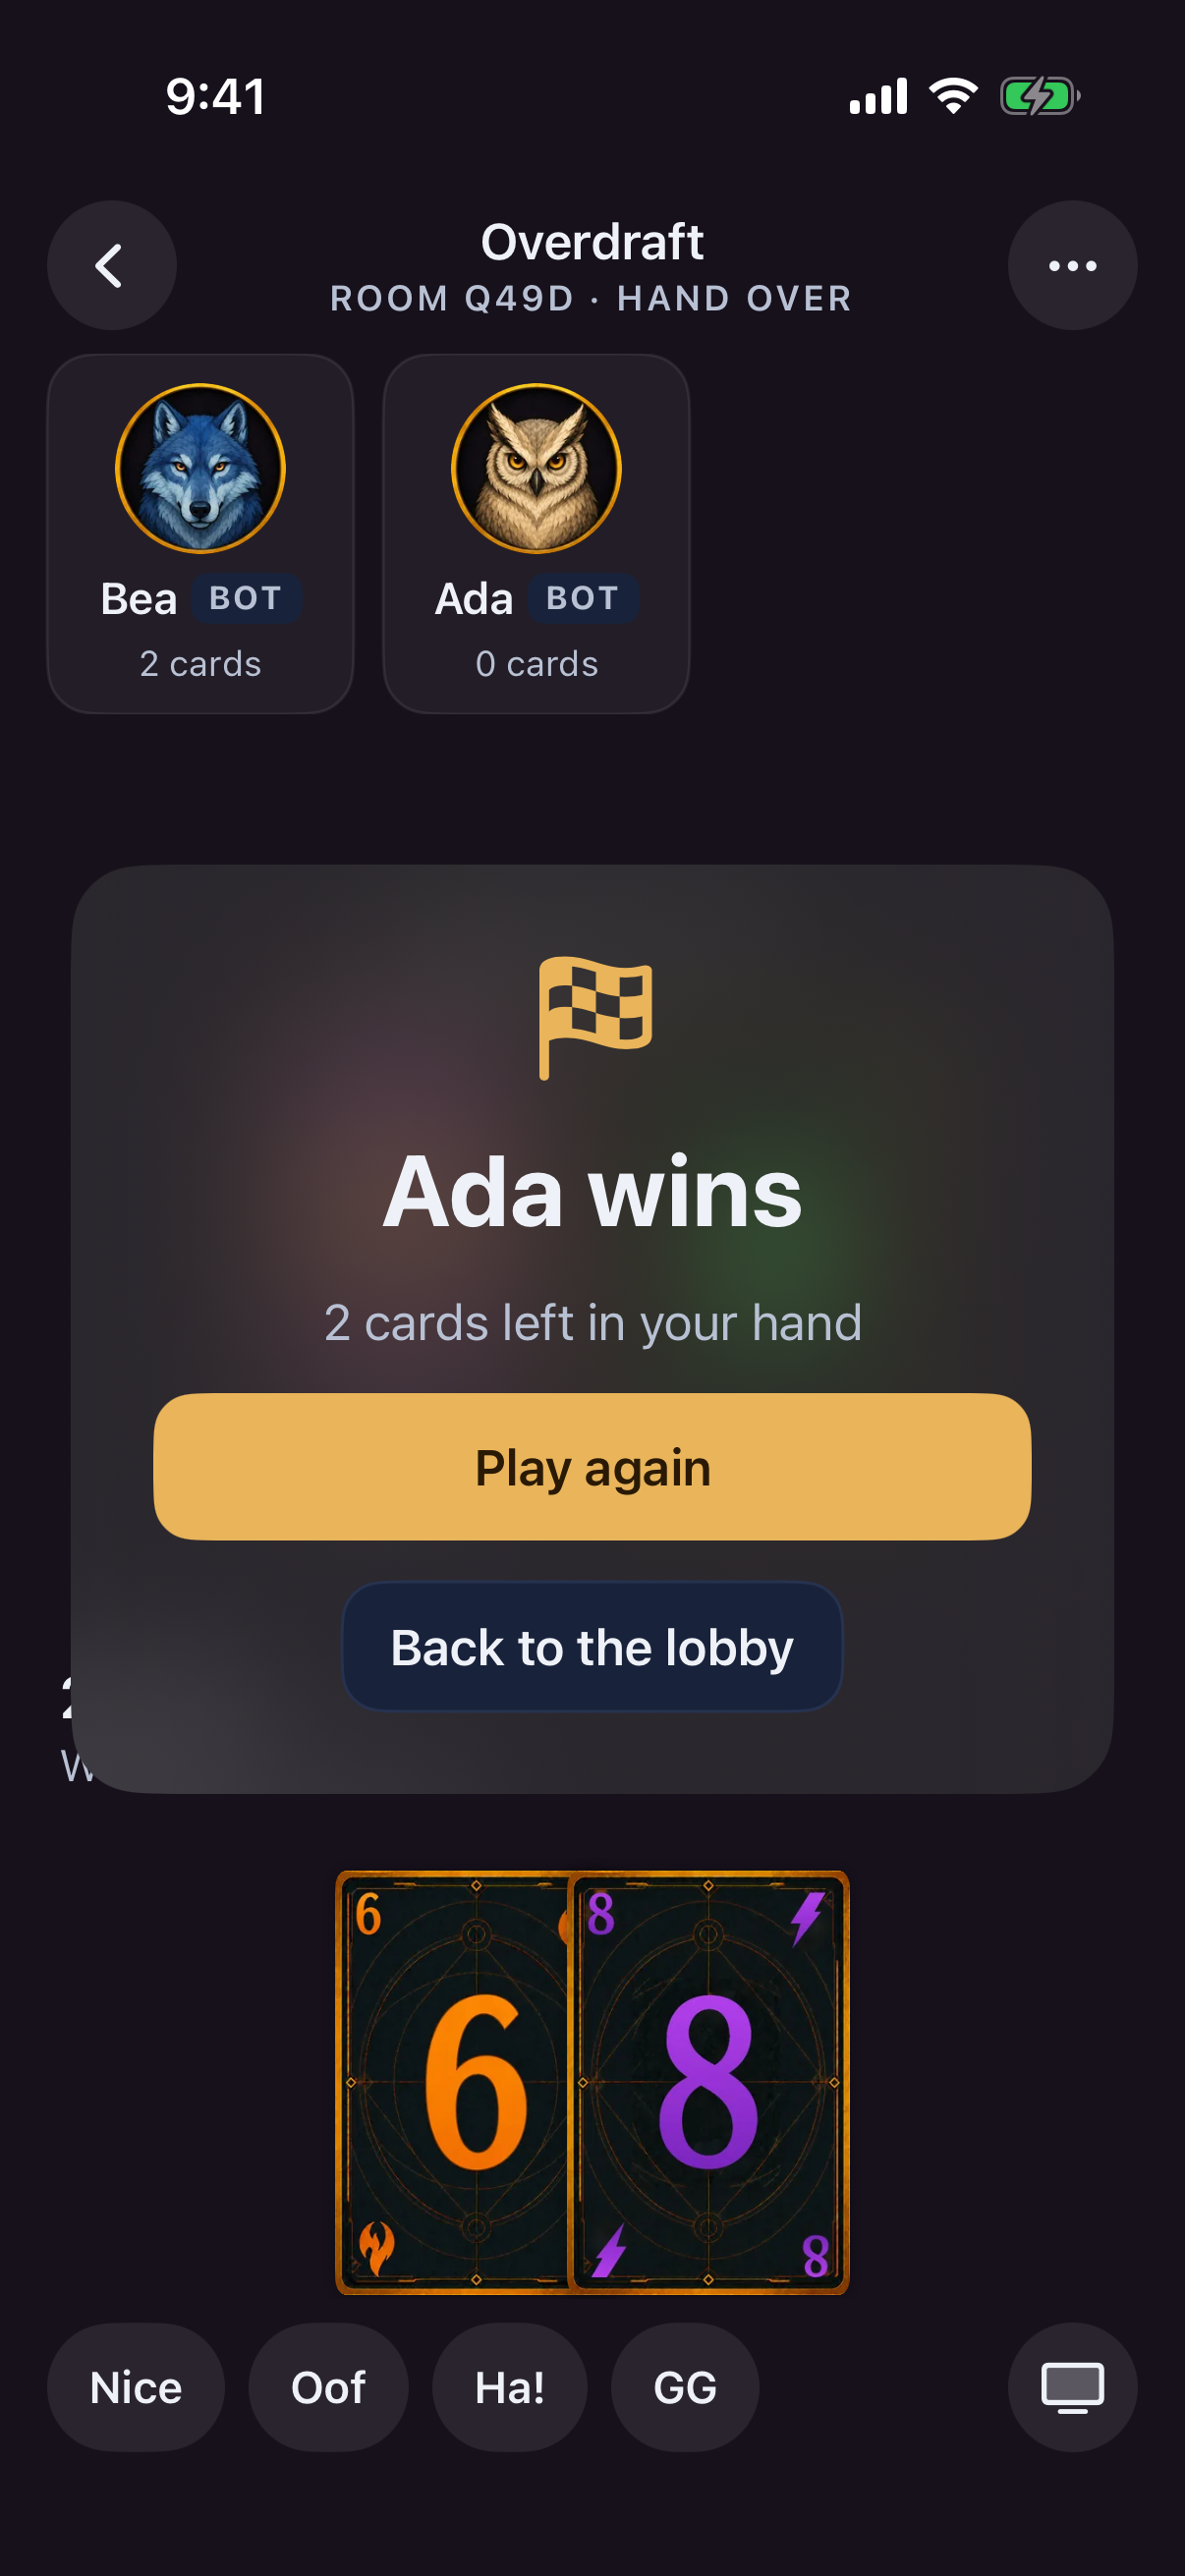 9:41
Overdraft
ROOM Q49D · HAND OVER
Bea BOT
2 cards
Ada BOT
0 cards
Ada wins
2 cards left in your hand
Play again
Back to the lobby
6
6
8
8
8
Nice
Oof
Ha!
GG